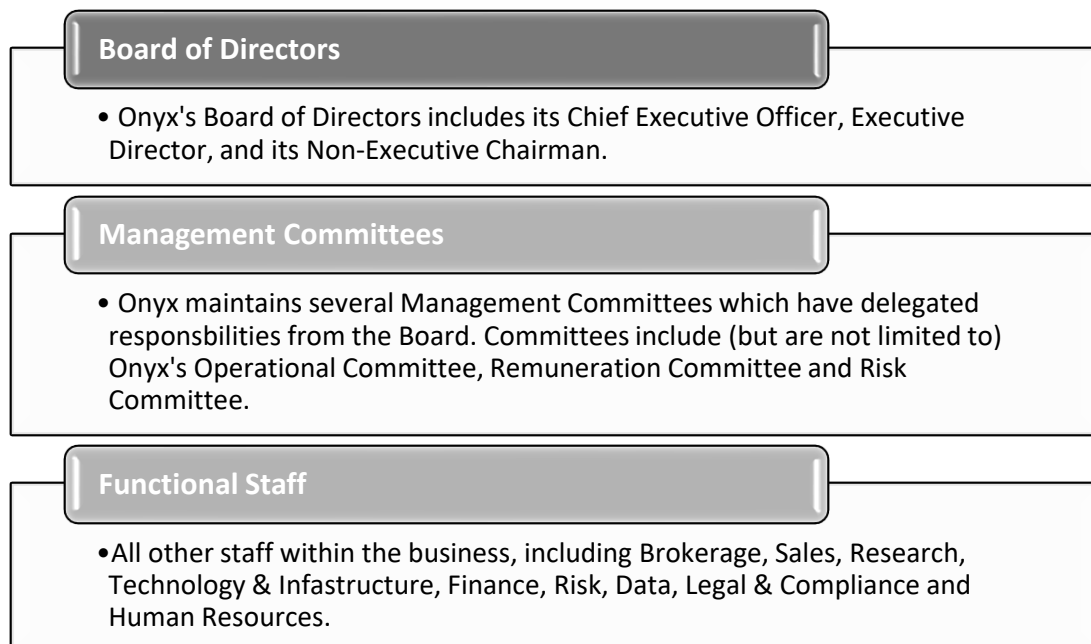 Board of Directors
• Onyx's Board of Directors includes its Chief Executive Officer, Executive
Director, and its Non-Executive Chairman.
Management Committees
• Onyx maintains several Management Committees which have delegated
responsbilities from the Board. Committees include (but are not limited to)
Onyx's Operational Committee, Remuneration Committee and Risk
Committee.
Functional Staff
•All other staff within the business, including Brokerage, Sales, Research,
Technology & Infastructure, Finance, Risk, Data, Legal & Compliance and
Human Resources.